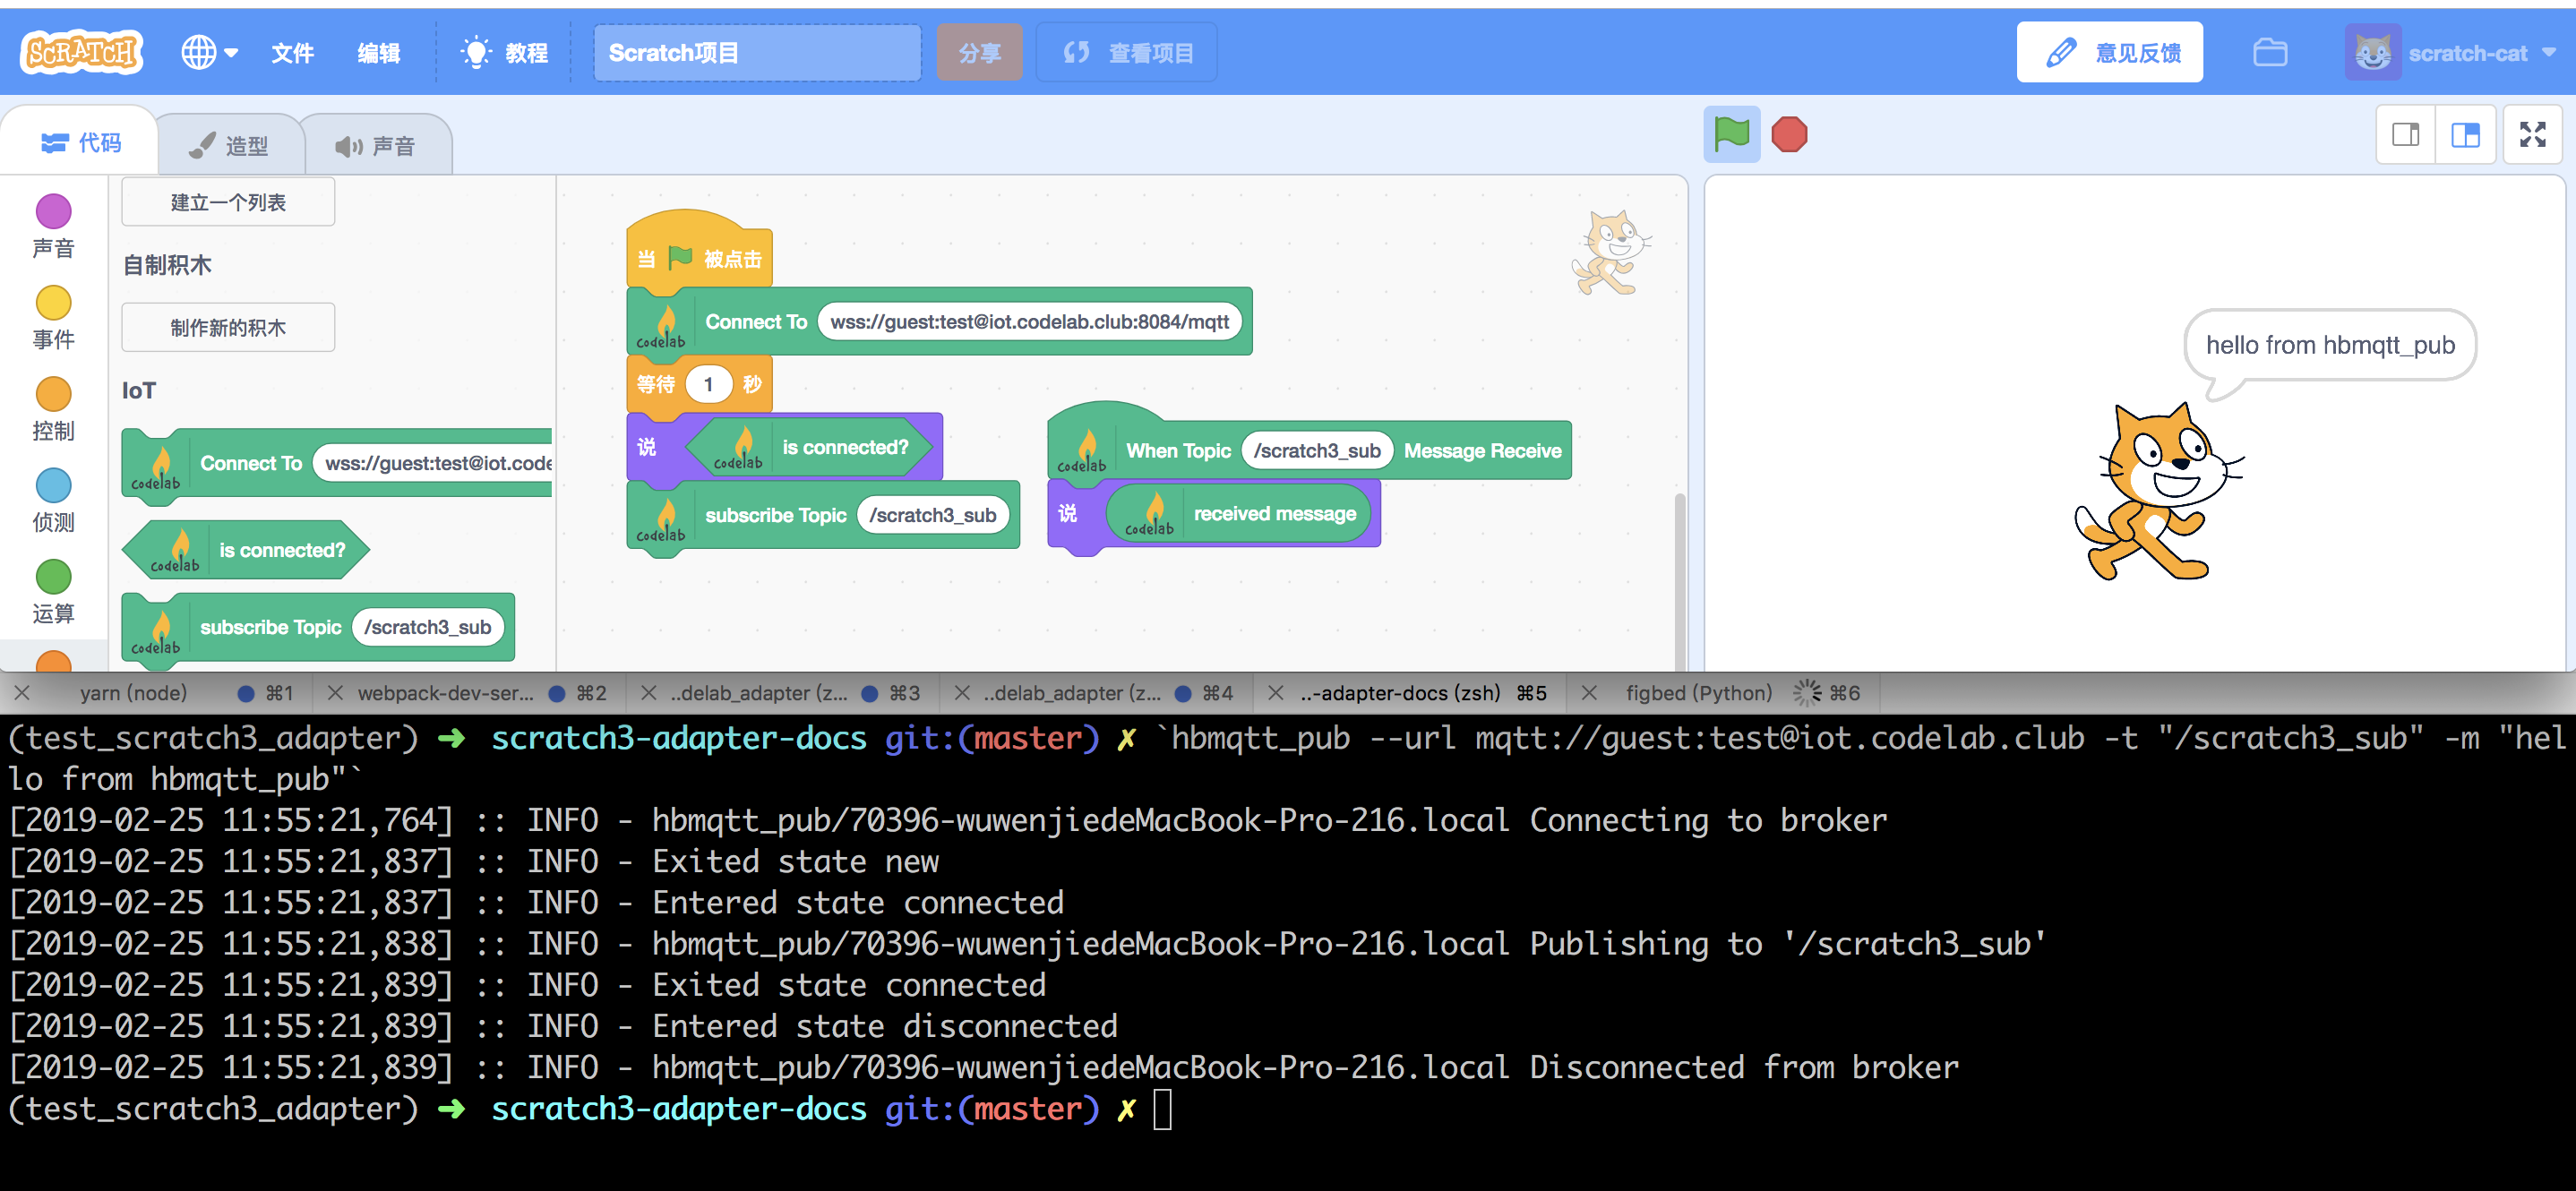 SCRATCH 文件 编辑 教程 Scratch项目 分享 查看项目 意见反馈 scratch-cat
代码 造型 声音
声音
事件
控制
侦测
运算
建立一个列表
自制积木
制作新的积木
IoT
codelab Connect To wss://guest:test@iot.code
codelab is connected?
codelab subscribe Topic /scratch3_sub
当 被点击
codelab Connect To wss://guest:test@iot.codelab.club:8084/mqtt
等待 1 秒
说 codelab is connected?
codelab subscribe Topic /scratch3_sub
codelab When Topic /scratch3_sub Message Receive
说 codelab received message
hello from hbmqtt_pub
yarn (node) ⌘1 webpack-dev-ser... ⌘2 ..delab_adapter (z... ⌘3 ..delab_adapter (z... ⌘4 ..-adapter-docs (zsh) ⌘5 figbed (Python) ⌘6
(test_scratch3_adapter) ➜ scratch3-adapter-docs git:(master) ✗ `hbmqtt_pub --url mqtt://guest:test@iot.codelab.club -t "/scratch3_sub" -m "hel
lo from hbmqtt_pub"`
[2019-02-25 11:55:21,764] :: INFO - hbmqtt_pub/70396-wuwenjiedeMacBook-Pro-216.local Connecting to broker
[2019-02-25 11:55:21,837] :: INFO - Exited state new
[2019-02-25 11:55:21,837] :: INFO - Entered state connected
[2019-02-25 11:55:21,838] :: INFO - hbmqtt_pub/70396-wuwenjiedeMacBook-Pro-216.local Publishing to '/scratch3_sub'
[2019-02-25 11:55:21,839] :: INFO - Exited state connected
[2019-02-25 11:55:21,839] :: INFO - Entered state disconnected
[2019-02-25 11:55:21,839] :: INFO - hbmqtt_pub/70396-wuwenjiedeMacBook-Pro-216.local Disconnected from broker
(test_scratch3_adapter) ➜ scratch3-adapter-docs git:(master) ✗